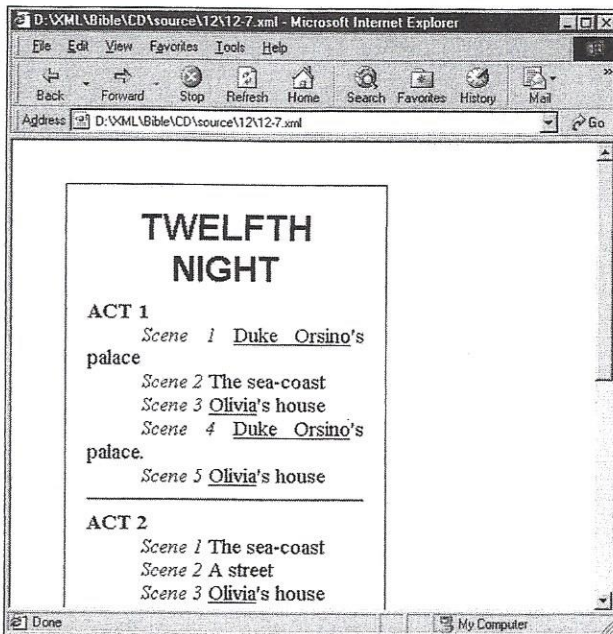 D:\XML\Bible\CD\source\12\12-7.xml - Microsoft Internet Explorer
File Edit View Favorites Tools Help
Back Forward Stop Refresh Home Search Favorites History Mail »
Address D:\XML\Bible\CD\source\12\12-7.xml Go
TWELFTH
NIGHT
ACT 1
Scene 1 Duke Orsino's
palace
Scene 2 The sea-coast
Scene 3 Olivia's house
Scene 4 Duke Orsino's
palace.
Scene 5 Olivia's house
ACT 2
Scene 1 The sea-coast
Scene 2 A street
Scene 3 Olivia's house
Done My Computer